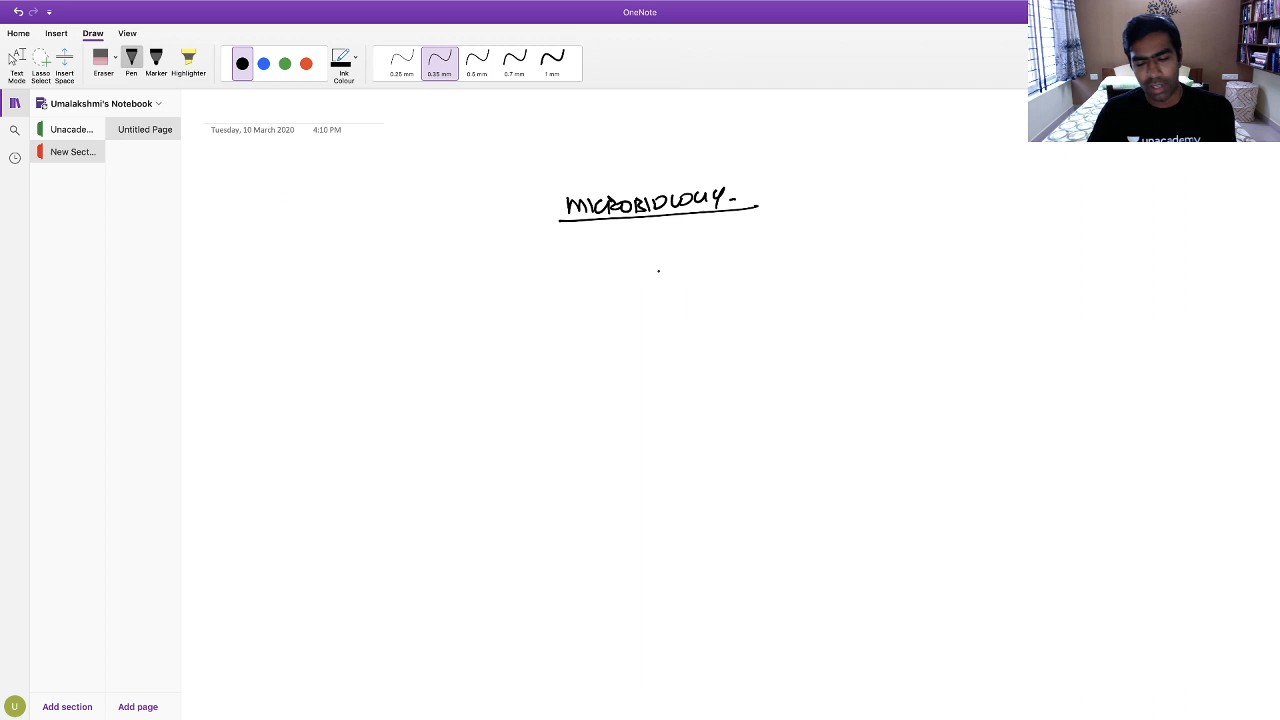 OneNote
Home Insert Draw View
Text Mode
Lasso Select
Insert Space
Eraser
Pen
Marker
Highlighter
Ink Colour
0.25 mm
0.35 mm
0.5 mm
0.7 mm
1 mm
Umalakshmi's Notebook
Unacade...
Untitled Page
New Sect...
Tuesday, 10 March 2020 4:10 PM
MICROBIOLOGY-
unacademy
U
Add section
Add page